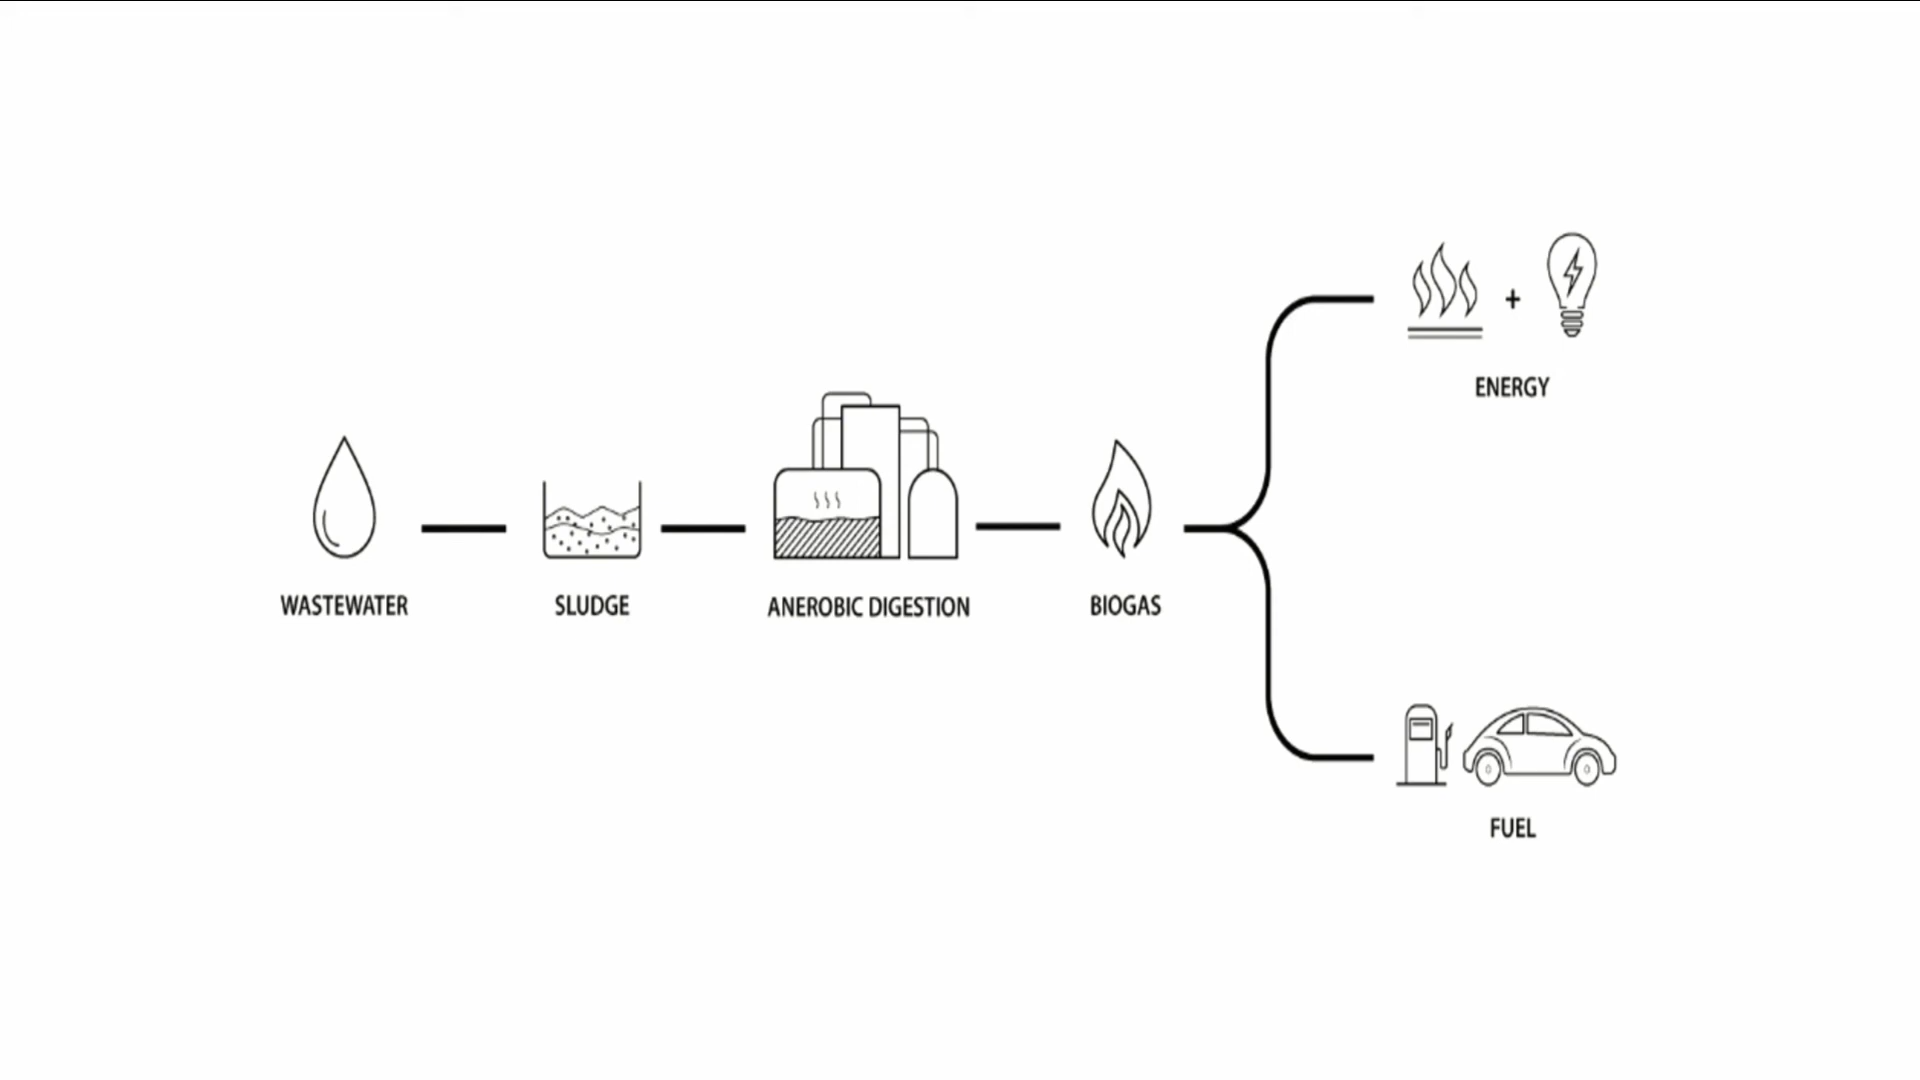 WASTEWATER
SLUDGE
ANEROBIC DIGESTION
BIOGAS
+
ENERGY
FUEL